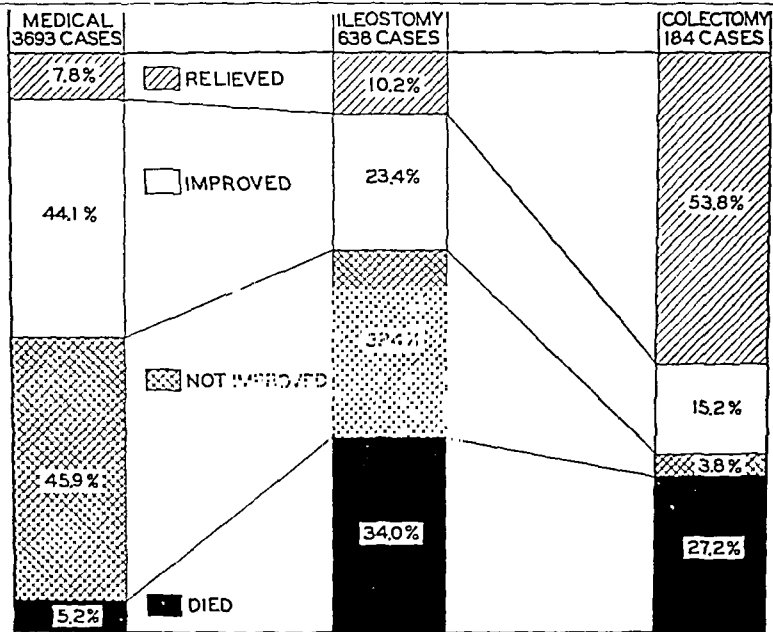 MEDICAL
3693 CASES
ILEOSTOMY
638 CASES
COLECTOMY
184 CASES
7.8%
RELIEVED
10.2%
53.8%
IMPROVED
44.1%
23.4%
NOT IMPROVED
15.2%
3.8%
45.9%
34.0%
27.2%
DIED
5.2%